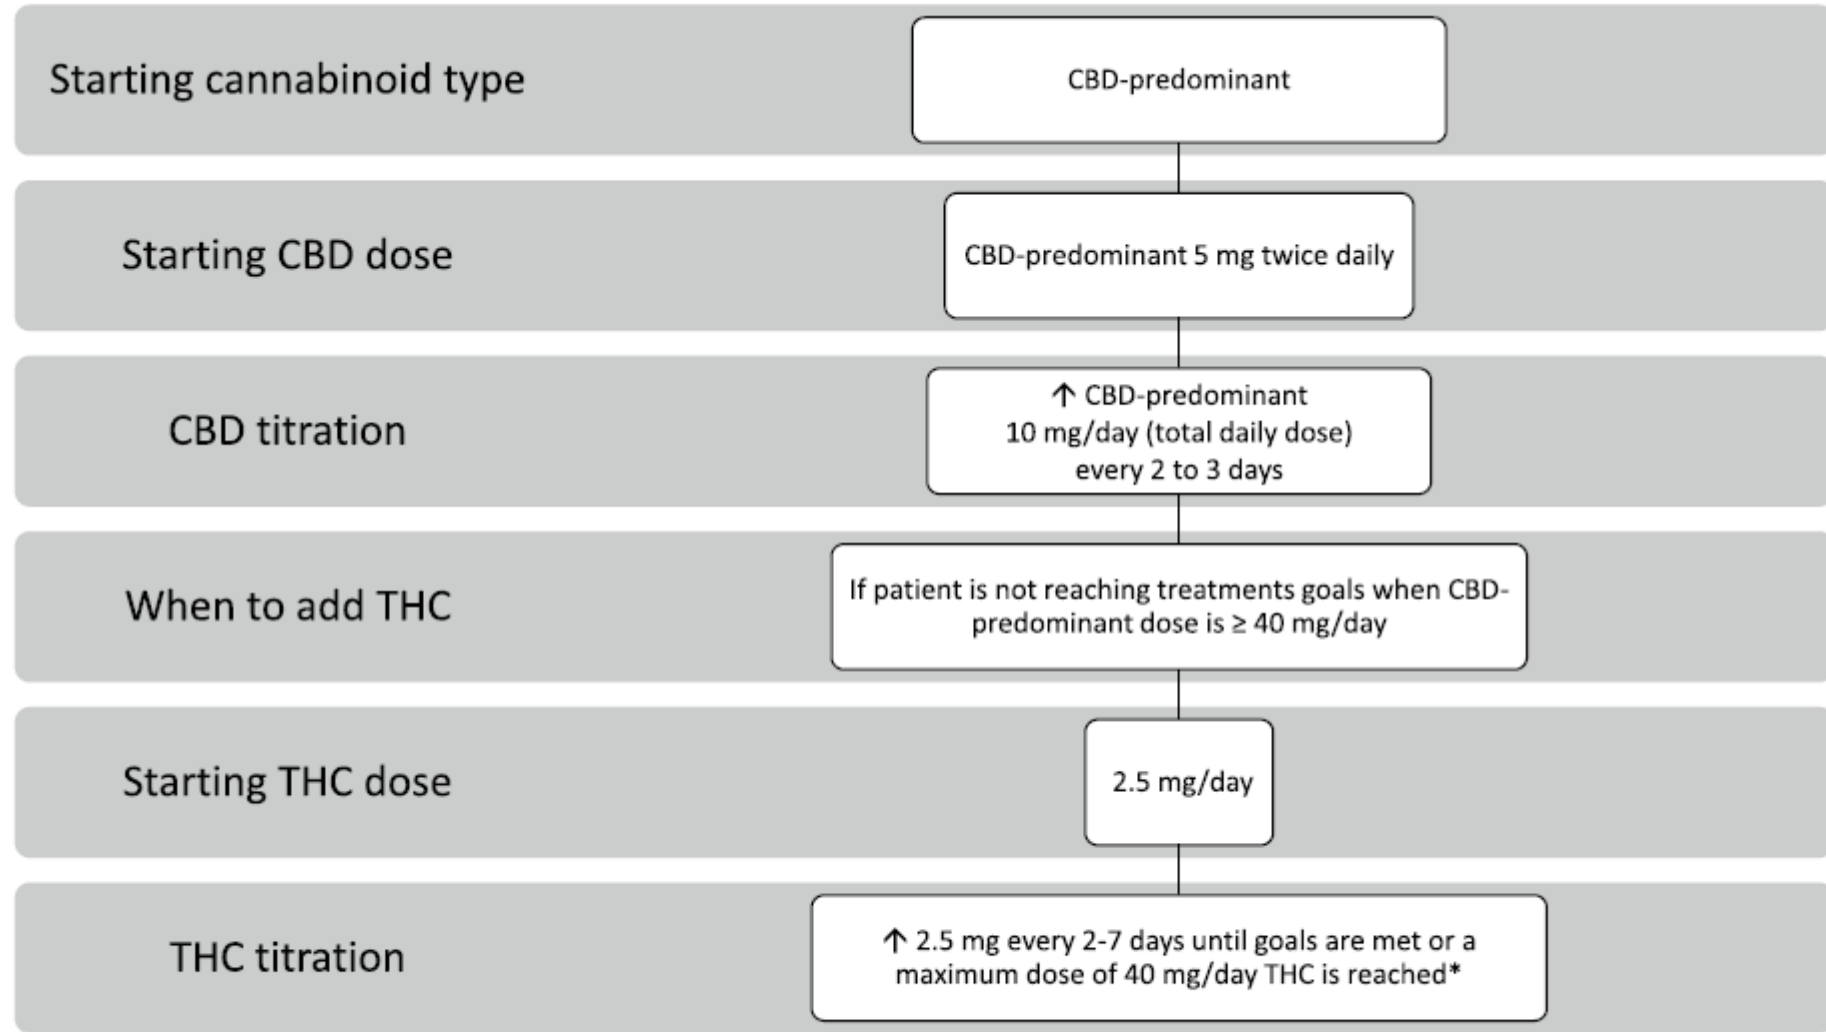 Starting cannabinoid type
CBD-predominant
Starting CBD dose
CBD-predominant 5 mg twice daily
CBD titration
↑ CBD-predominant
10 mg/day (total daily dose)
every 2 to 3 days
When to add THC
If patient is not reaching treatments goals when CBD-
predominant dose is ≥ 40 mg/day
Starting THC dose
2.5 mg/day
THC titration
↑ 2.5 mg every 2-7 days until goals are met or a
maximum dose of 40 mg/day THC is reached*